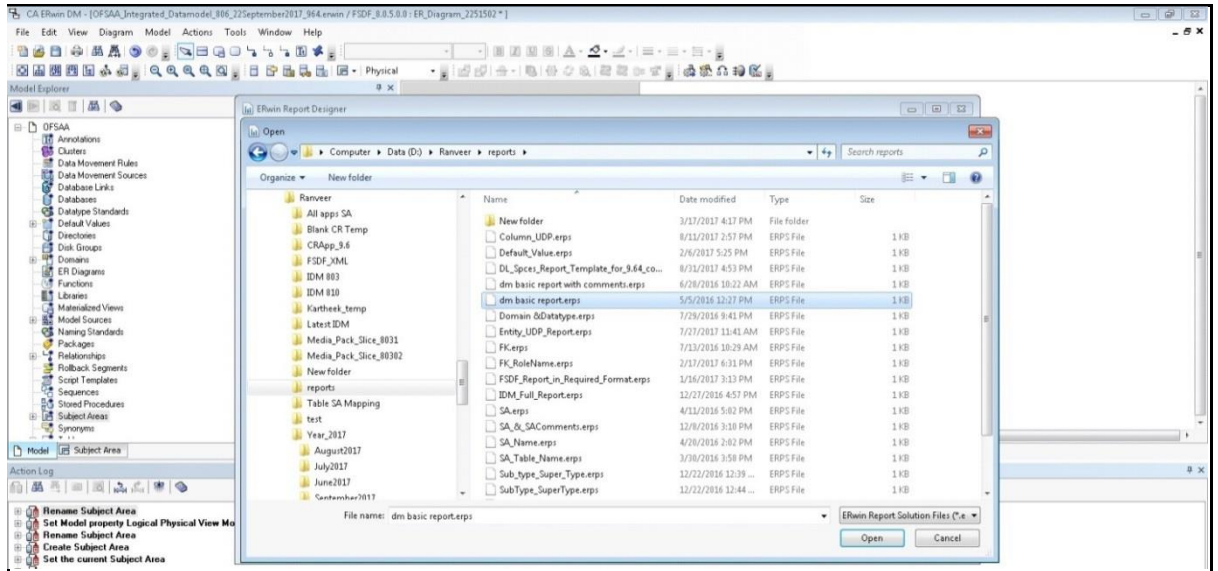 CA ERwin DM - [OFSAA_Integrated_Datamodel_806_22September2017_964.erwin / FSDF_8.0.5.0.0 : ER_Diagram_2251502 * ]
File Edit View Diagram Model Actions Tools Window Help
Physical
Model Explorer
OFSAA
Annotations
Clusters
Data Movement Rules
Data Movement Sources
Database Links
Databases
Datatype Standards
Default Values
Directories
Disk Groups
Domains
ER Diagrams
Functions
Libraries
Materialized Views
Model Sources
Naming Standards
Packages
Relationships
Rollback Segments
Script Templates
Sequences
Stored Procedures
Subject Areas
Synonyms
Model Subject Area
Action Log
Rename Subject Area
Set Model property Logical Physical View Mo
Rename Subject Area
Create Subject Area
Set the current Subject Area
ERwin Report Designer
Open
Computer Data (D:) Ranveer reports
Search reports
Organize New folder
Ranveer
All apps SA
Blank CR Temp
CRApp_9.6
FSDF_XML
IDM 803
IDM 810
Kartheek_temp
Latest IDM
Media_Pack_Slice_8031
Media_Pack_Slice_80302
New folder
reports
Table SA Mapping
test
Year_2017
August2017
July2017
June2017
September2017
Name Date modified Type Size
New folder 3/17/2017 4:17 PM File folder
Column_UDP.erps 8/11/2017 2:57 PM ERPS File 1 KB
Default_Value.erps 2/6/2017 5:25 PM ERPS File 1 KB
DL_Spces_Report_Template_for_9.64_co... 8/31/2017 4:53 PM ERPS File 1 KB
dm basic report with comments.erps 6/28/2016 10:22 AM ERPS File 1 KB
dm basic report.erps 5/5/2016 12:27 PM ERPS File 1 KB
Domain &Datatype.erps 7/29/2016 9:41 PM ERPS File 1 KB
Entity_UDP_Report.erps 7/27/2017 11:41 AM ERPS File 1 KB
FK.erps 7/13/2016 10:29 AM ERPS File 1 KB
FK_RoleName.erps 2/17/2017 6:31 PM ERPS File 1 KB
FSDF_Report_in_Required_Format.erps 1/16/2017 3:13 PM ERPS File 1 KB
IDM_Full_Report.erps 12/27/2016 4:57 PM ERPS File 1 KB
SA.erps 4/11/2016 5:02 PM ERPS File 1 KB
SA_&_SAComments.erps 12/8/2016 3:10 PM ERPS File 1 KB
SA_Name.erps 4/20/2016 2:02 PM ERPS File 1 KB
SA_Table_Name.erps 3/30/2016 3:50 PM ERPS File 1 KB
Sub_type_Super_Type.erps 12/22/2016 12:39 ... ERPS File 1 KB
SubType_SuperType.erps 12/22/2016 12:44 ... ERPS File 1 KB
File name: dm basic report.erps
ERwin Report Solution Files (*.e
Open Cancel